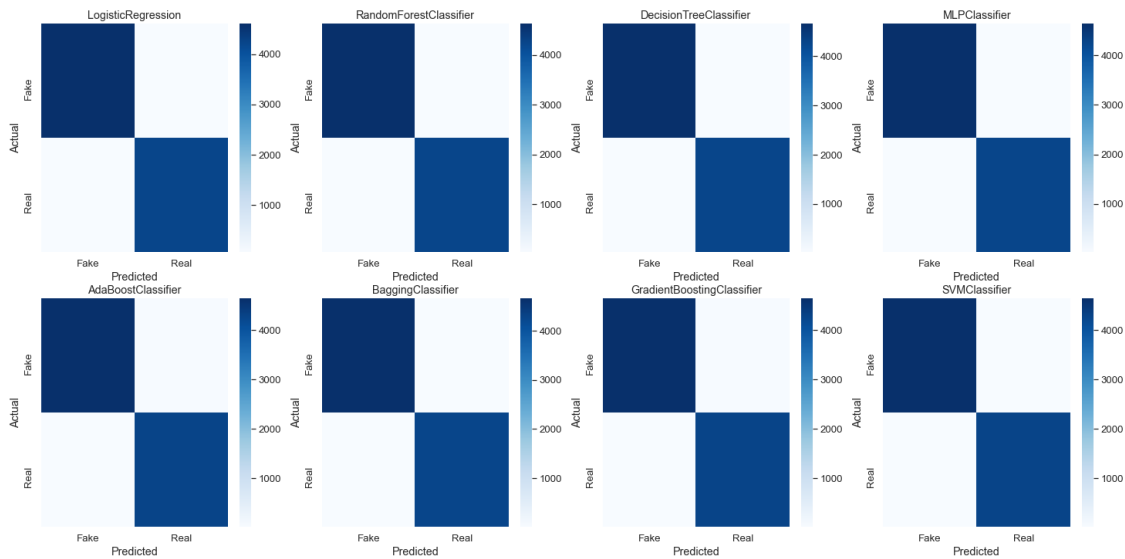 LogisticRegression
RandomForestClassifier
DecisionTreeClassifier
MLPClassifier
Actual
Fake
Real
4000
3000
2000
1000
Fake
Real
Predicted
Actual
Fake
Real
4000
3000
2000
1000
Fake
Real
Predicted
Actual
Fake
Real
4000
3000
2000
1000
Fake
Real
Predicted
Actual
Fake
Real
4000
3000
2000
1000
Fake
Real
Predicted
AdaBoostClassifier
BaggingClassifier
GradientBoostingClassifier
SVMClassifier
Actual
Fake
Real
4000
3000
2000
1000
Fake
Real
Predicted
Actual
Fake
Real
4000
3000
2000
1000
Fake
Real
Predicted
Actual
Fake
Real
4000
3000
2000
1000
Fake
Real
Predicted
Actual
Fake
Real
4000
3000
2000
1000
Fake
Real
Predicted